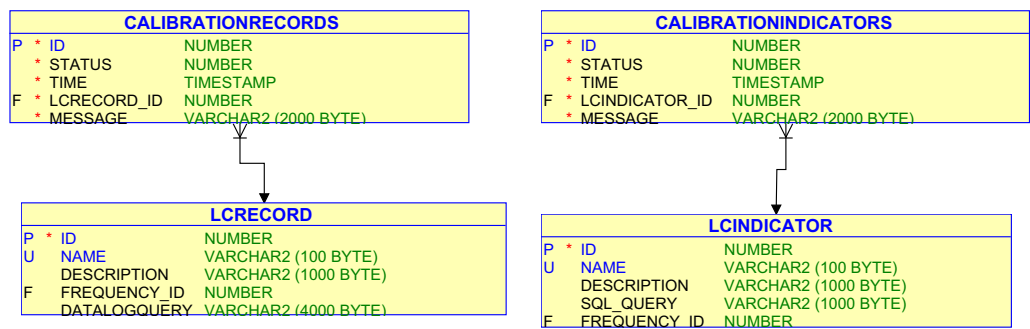 CALIBRATIONRECORDS
P * ID NUMBER
* STATUS NUMBER
* TIME TIMESTAMP
F * LCRECORD_ID NUMBER
* MESSAGE VARCHAR2 (2000 BYTE)
CALIBRATIONINDICATORS
P * ID NUMBER
* STATUS NUMBER
* TIME TIMESTAMP
F * LCINDICATOR_ID NUMBER
* MESSAGE VARCHAR2 (2000 BYTE)
LCRECORD
P * ID NUMBER
U NAME VARCHAR2 (100 BYTE)
DESCRIPTION VARCHAR2 (1000 BYTE)
F FREQUENCY_ID NUMBER
DATALOGQUERY VARCHAR2 (4000 BYTE)
LCINDICATOR
P * ID NUMBER
U NAME VARCHAR2 (100 BYTE)
DESCRIPTION VARCHAR2 (1000 BYTE)
SQL_QUERY VARCHAR2 (1000 BYTE)
F FREQUENCY_ID NUMBER